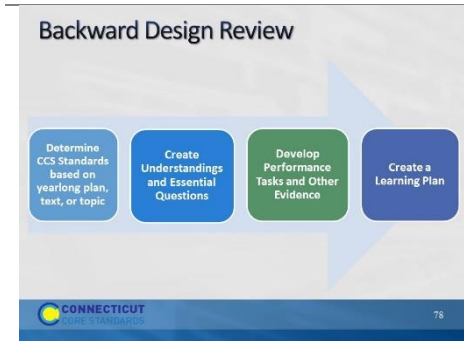 Backward Design Review
Determine
CCS Standards
based on
yearlong plan,
text, or topic
Create
Understandings
and Essential
Questions
Develop
Performance
Tasks and Other
Evidence
Create a
Learning Plan
CONNECTICUT
CORE STANDARDS
78